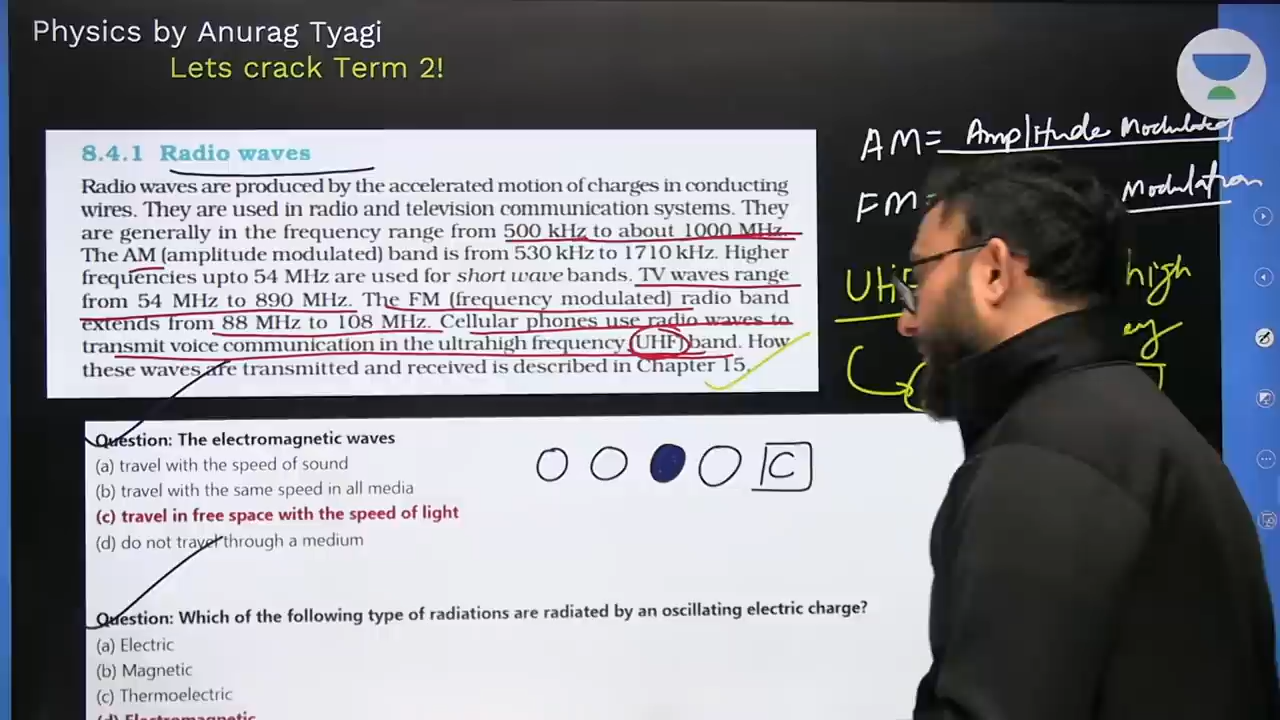 Physics by Anurag Tyagi
Lets crack Term 2!
8.4.1 Radio waves
Radio waves are produced by the accelerated motion of charges in conducting
wires. They are used in radio and television communication systems. They
are generally in the frequency range from 500 kHz to about 1000 MHz.
The AM (amplitude modulated) band is from 530 kHz to 1710 kHz. Higher
frequencies upto 54 MHz are used for short wave bands. TV waves range
from 54 MHz to 890 MHz. The FM (frequency modulated) radio band
extends from 88 MHz to 108 MHz. Cellular phones use radio waves to
transmit voice communication in the ultrahigh frequency (UHF) band. How
these waves are transmitted and received is described in Chapter 15.
AM= Amplitude Modulated
FM= Modulation
UHF high
Question: The electromagnetic waves
(a) travel with the speed of sound
(b) travel with the same speed in all media
(c) travel in free space with the speed of light
(d) do not travel through a medium
C
Question: Which of the following type of radiations are radiated by an oscillating electric charge?
(a) Electric
(b) Magnetic
(c) Thermoelectric
(d) Electromagnetic